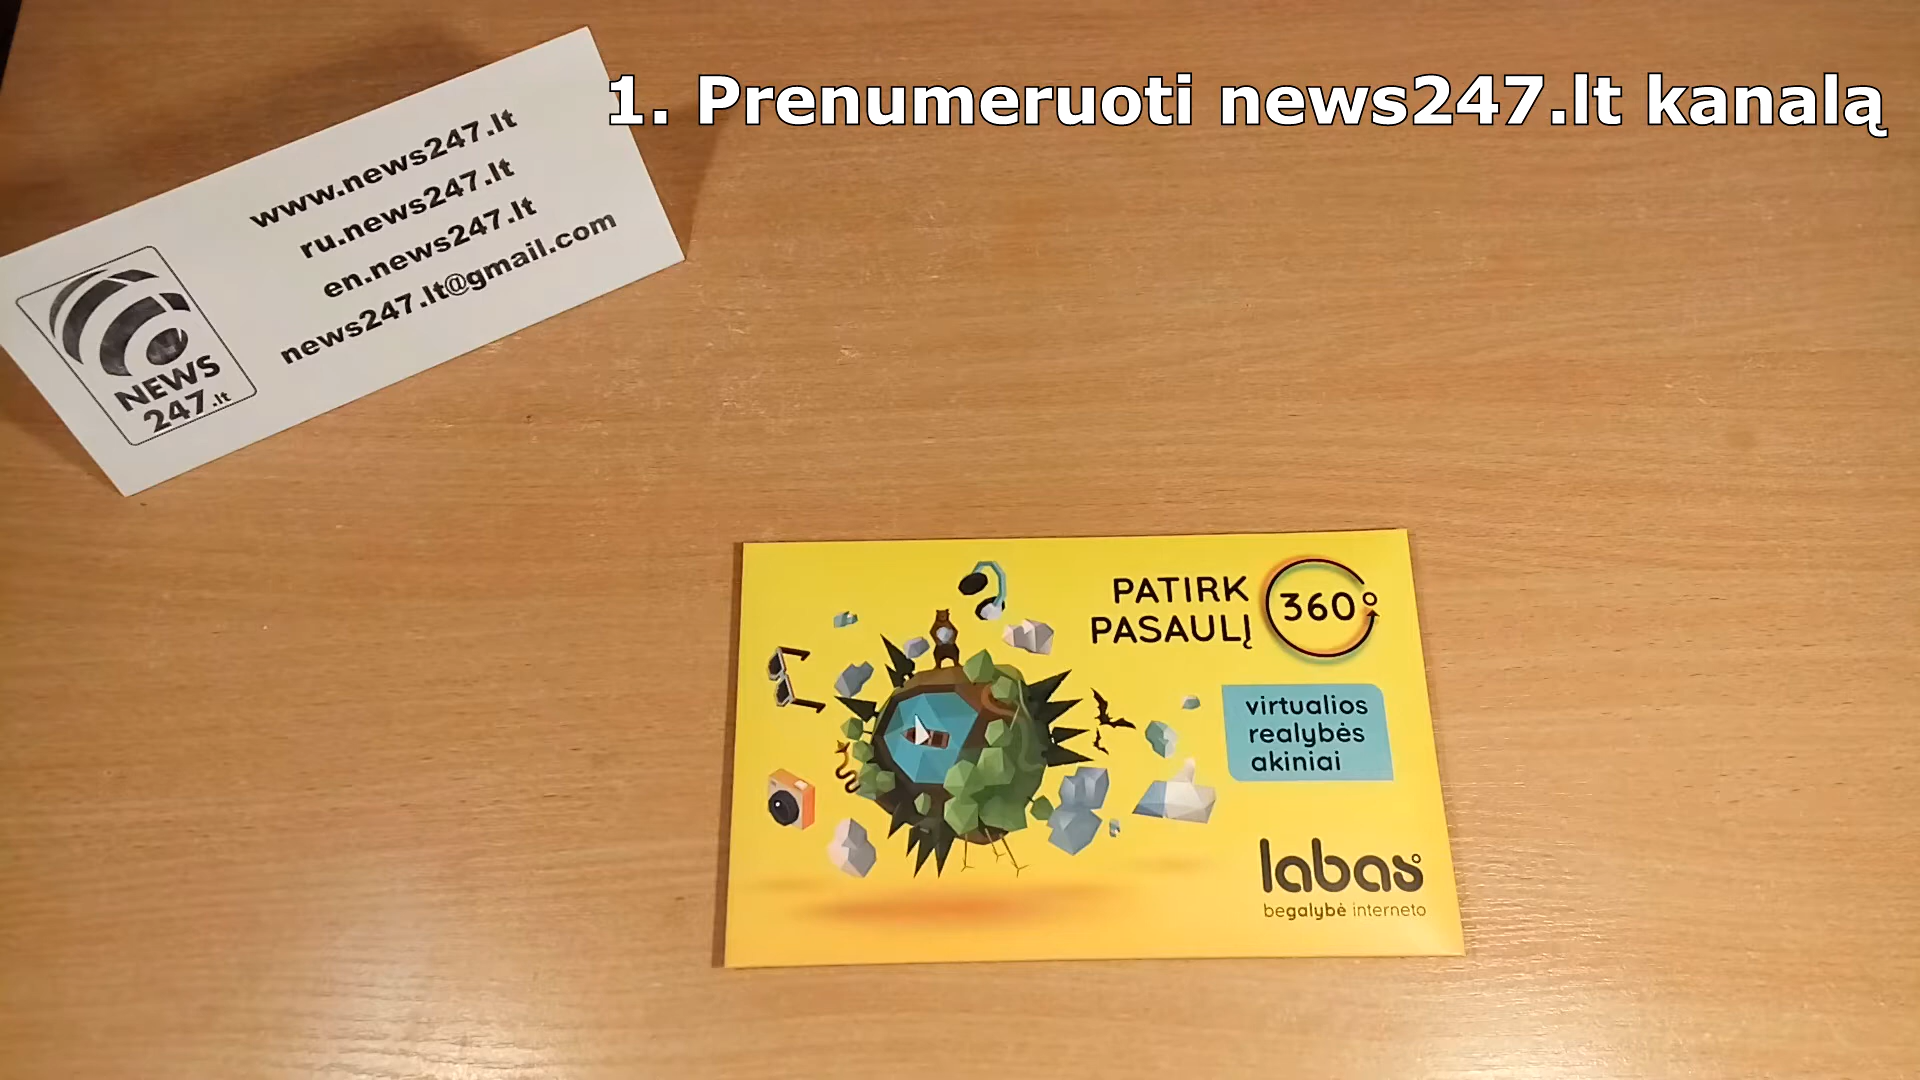 1. Prenumeruoti news247.lt kanalą
www.news247.lt
ru.news247.lt
en.news247.lt
news247.lt@gmail.com
NEWS
247.lt
PATIRK
PASAULĮ
360°
virtualios
realybės
akiniai
labas°
begalybė interneto